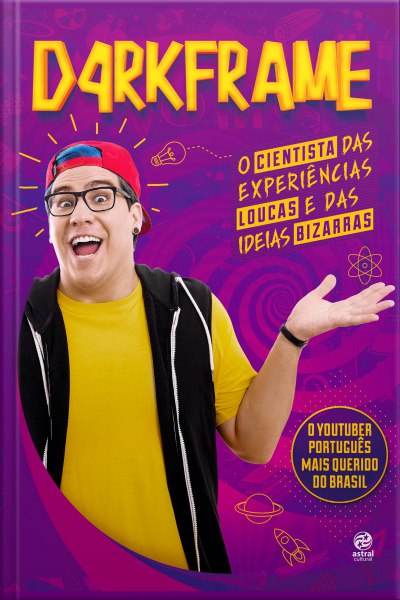 D4RKFRAME
O CIENTISTA DAS
EXPERIÊNCIAS
LOUCAS E DAS
IDEIAS BIZARRAS
O YOUTUBER
PORTUGUÊS
MAIS QUERIDO
DO BRASIL
astral
cultural